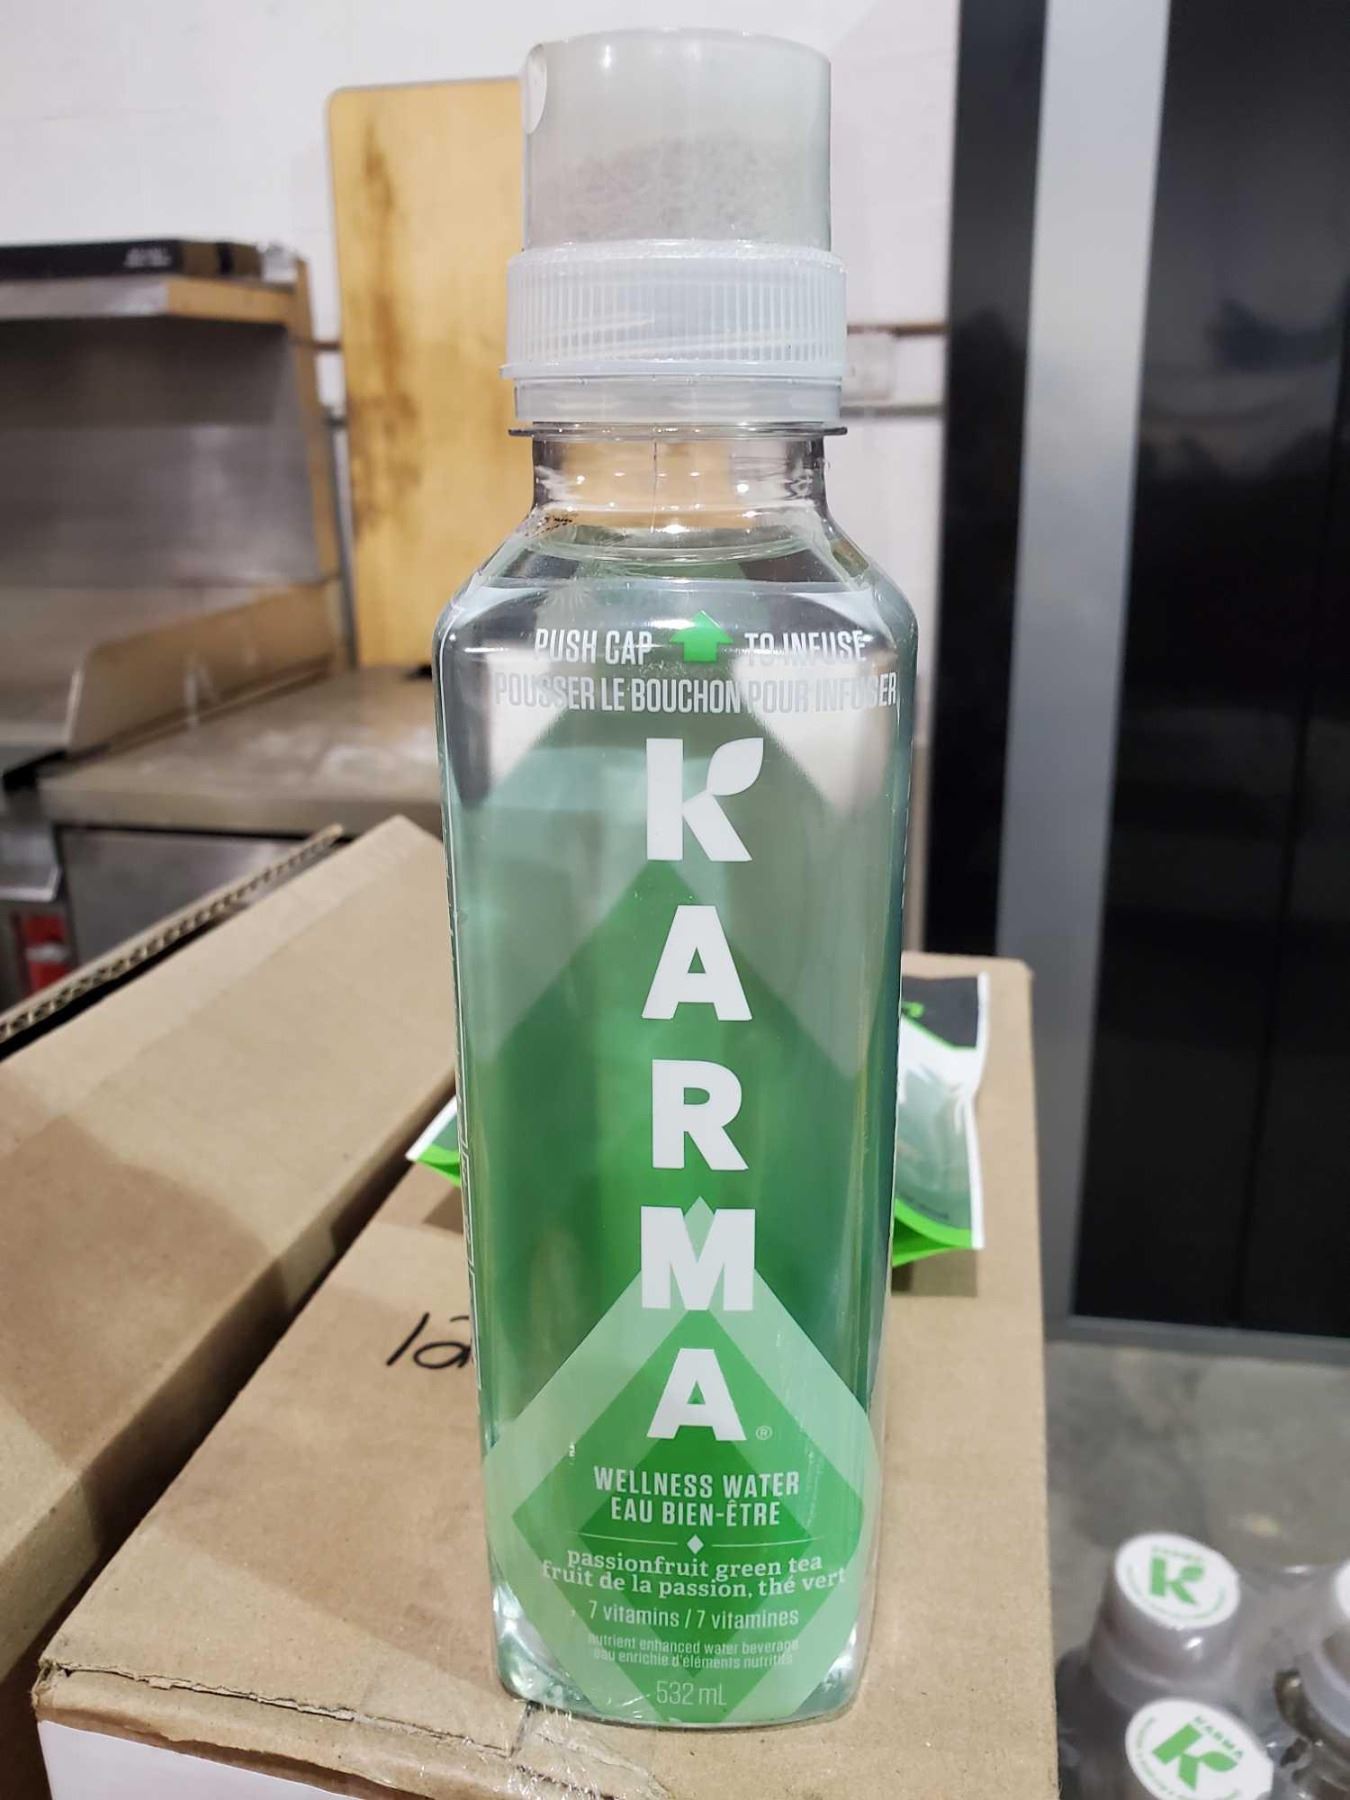 PUSH CAP TO INFUSE
POUSSER LE BOUCHON POUR INFUSER
KARMA®
WELLNESS WATER
EAU BIEN-ÊTRE
passionfruit green tea
fruit de la passion, thé vert
7 vitamins / 7 vitamines
nutrient enhanced water beverage
eau enrichie d'éléments nutritifs
532 mL
K
KARMA
K